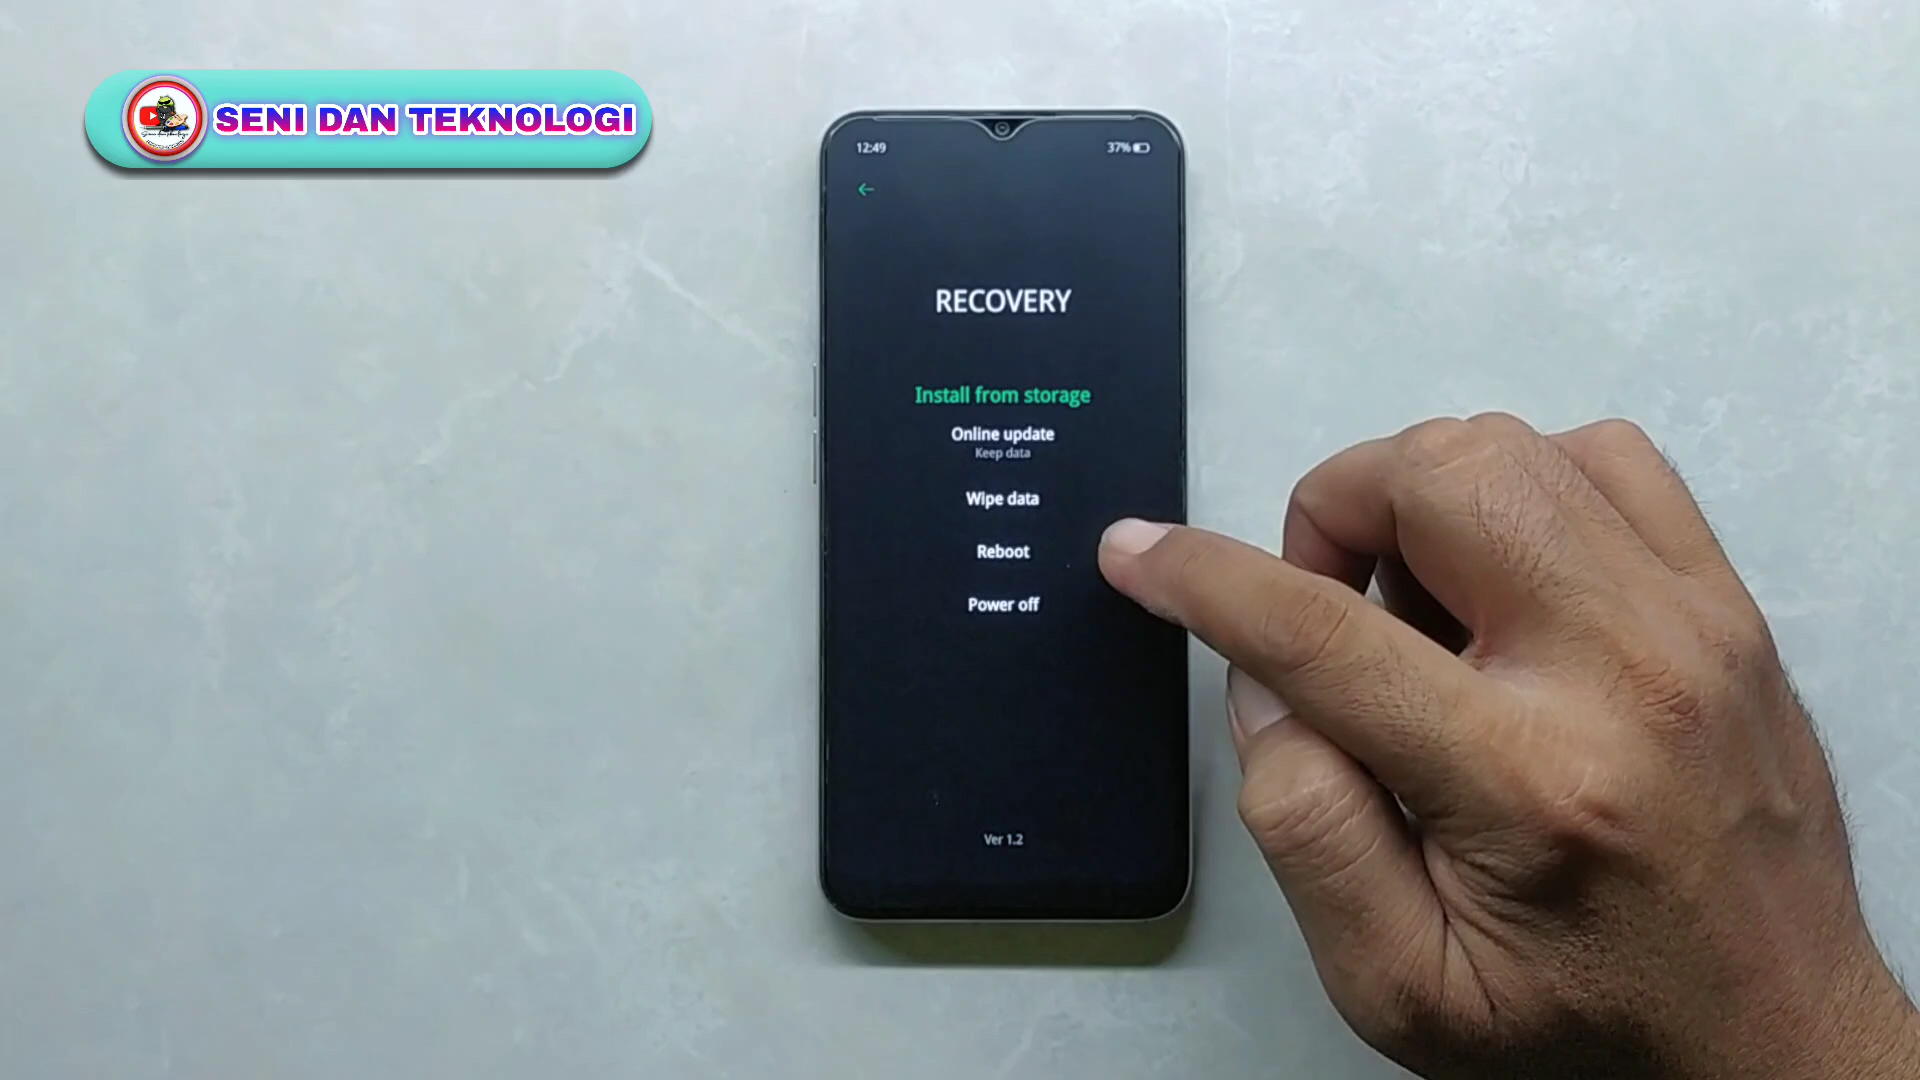 SENI DAN TEKNOLOGI
12:49
37%
RECOVERY
Install from storage
Online update
Keep data
Wipe data
Reboot
Power off
Ver 1.2